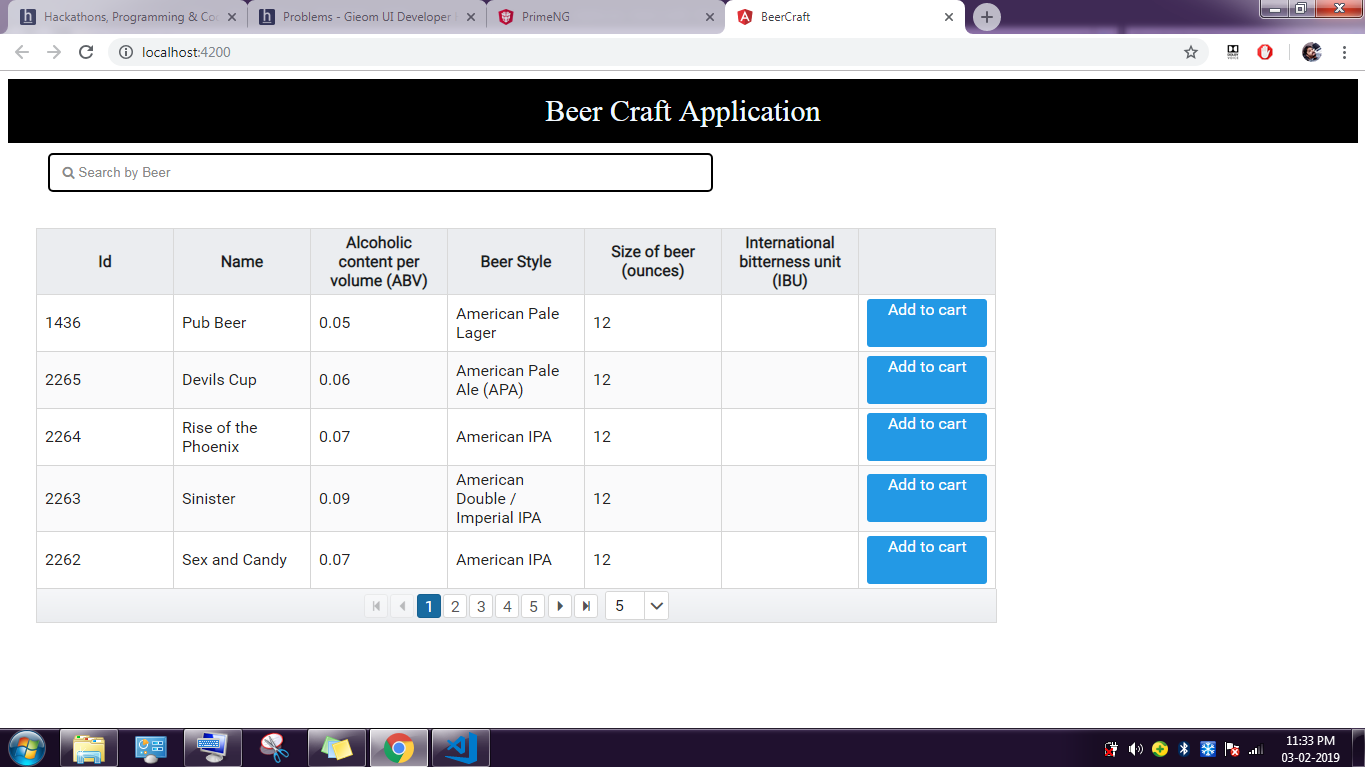 Hackathons, Programming & Co
Problems - Gieom UI Developer
PrimeNG
BeerCraft
localhost:4200
Beer Craft Application
Search by Beer
Id
Name
Alcoholic
content per
volume (ABV)
Beer Style
Size of beer
(ounces)
International
bitterness unit
(IBU)
1436
Pub Beer
0.05
American Pale
Lager
12
Add to cart
2265
Devils Cup
0.06
American Pale
Ale (APA)
12
Add to cart
2264
Rise of the
Phoenix
0.07
American IPA
12
Add to cart
2263
Sinister
0.09
American
Double /
Imperial IPA
12
Add to cart
2262
Sex and Candy
0.07
American IPA
12
Add to cart
1 2 3 4 5
5
11:33 PM
03-02-2019